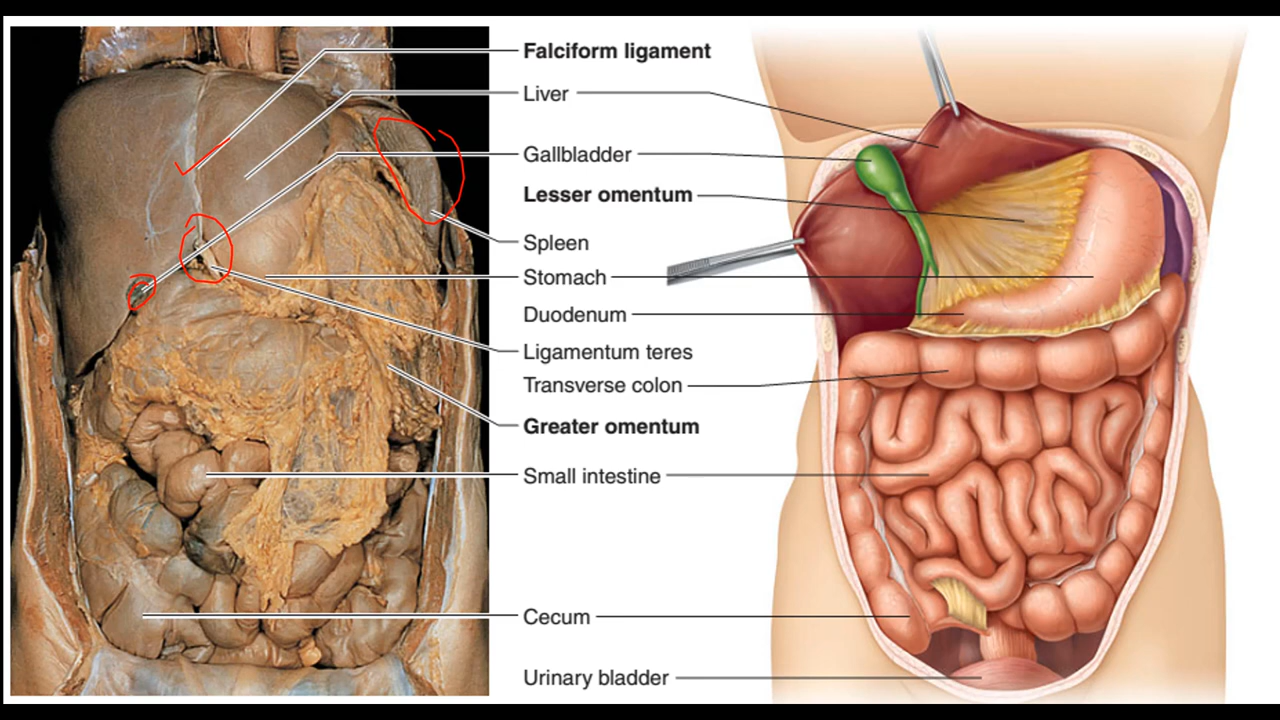 Falciform ligament
Liver
Gallbladder
Lesser omentum
Spleen
Stomach
Duodenum
Ligamentum teres
Transverse colon
Greater omentum
Small intestine
Cecum
Urinary bladder